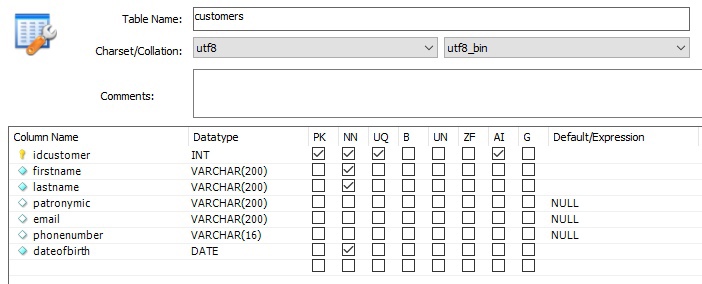 Table Name: customers
Charset/Collation: utf8 utf8_bin
Comments:
Column Name Datatype PK NN UQ B UN ZF AI G Default/Expression
idcustomer INT
firstname VARCHAR(200)
lastname VARCHAR(200)
patronymic VARCHAR(200) NULL
email VARCHAR(200) NULL
phonenumber VARCHAR(16) NULL
dateofbirth DATE